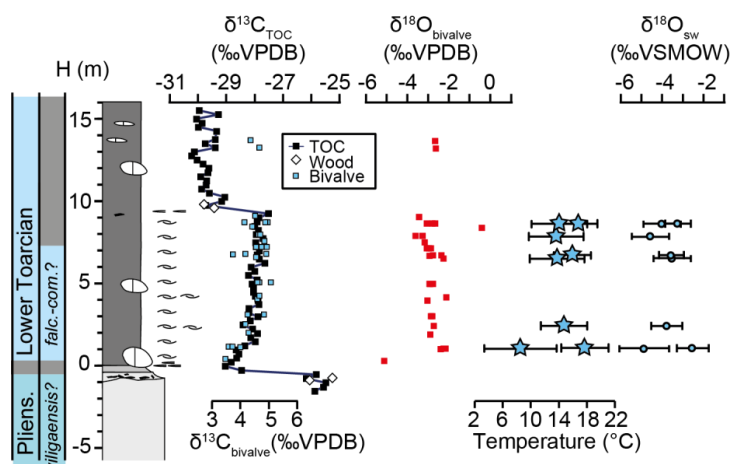 δ13CTOC
(‰VPDB)
δ18Obivalve
(‰VPDB)
δ18Osw
(‰VSMOW)
H (m)
-31 -29 -27 -25
-6 -4 -2 0
-6 -4 -2
15
10
5
0
-5
TOC
Wood
Bivalve
Lower Toarcian
falc.-com.?
Pliens.
viligaensis?
3 4 5 6
δ13Cbivalve(‰VPDB)
2 6 10 14 18 22
Temperature (°C)